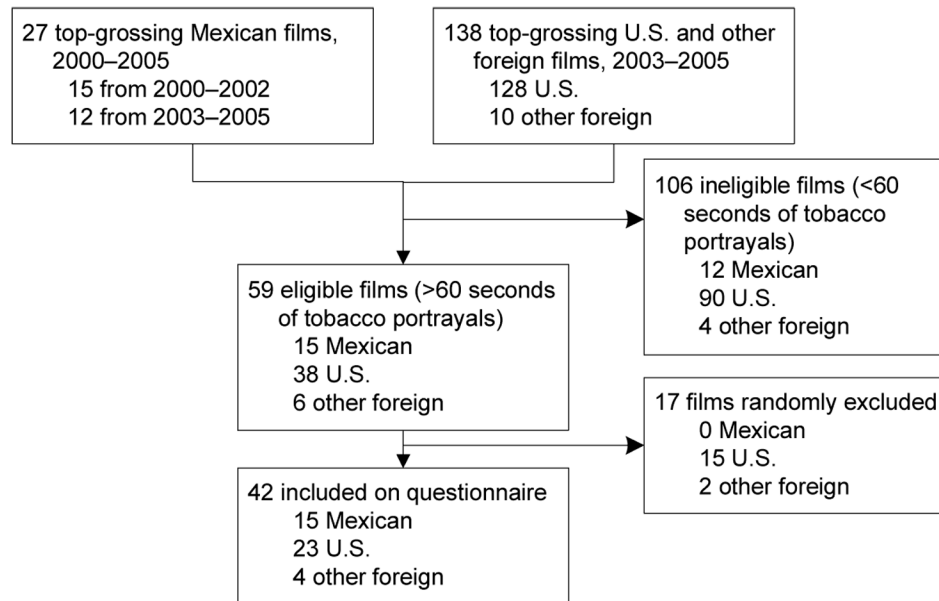 27 top-grossing Mexican films,
2000–2005
15 from 2000–2002
12 from 2003–2005
138 top-grossing U.S. and other
foreign films, 2003–2005
128 U.S.
10 other foreign
106 ineligible films (<60
seconds of tobacco
portrayals)
12 Mexican
90 U.S.
4 other foreign
59 eligible films (>60 seconds
of tobacco portrayals)
15 Mexican
38 U.S.
6 other foreign
17 films randomly excluded
0 Mexican
15 U.S.
2 other foreign
42 included on questionnaire
15 Mexican
23 U.S.
4 other foreign